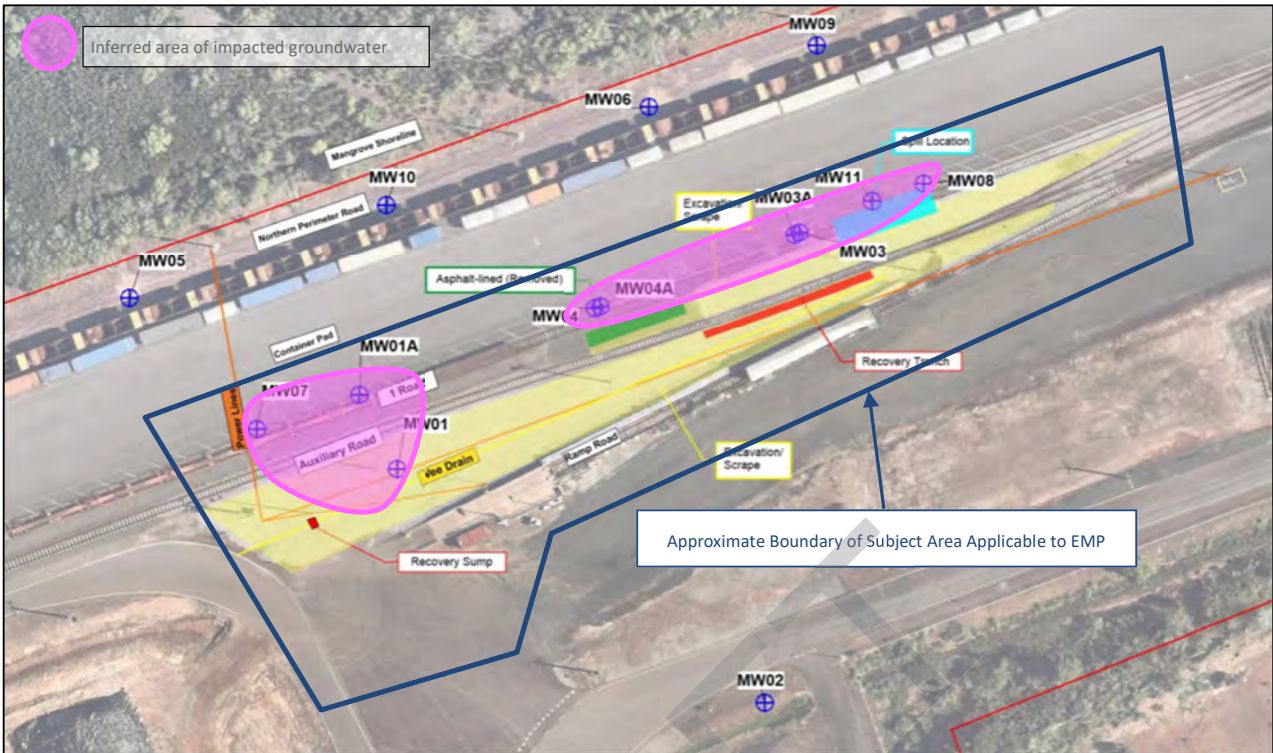 Inferred area of impacted groundwater
MW09
MW06
Mangrove Shoreline
Spill Location
MW10
MW11
MW08
Northern Perimeter Road
Excavation/
Scrape
MW03A
MW05
MW03
Asphalt-lined (Removed)
MW04A
MW04
Container Pad
MW01A
Recovery Trench
MW07
1 Road
Power Lines
MW01
Auxiliary Road
Vee Drain
Ramp Road
Excavation/
Scrape
Approximate Boundary of Subject Area Applicable to EMP
Recovery Sump
MW02